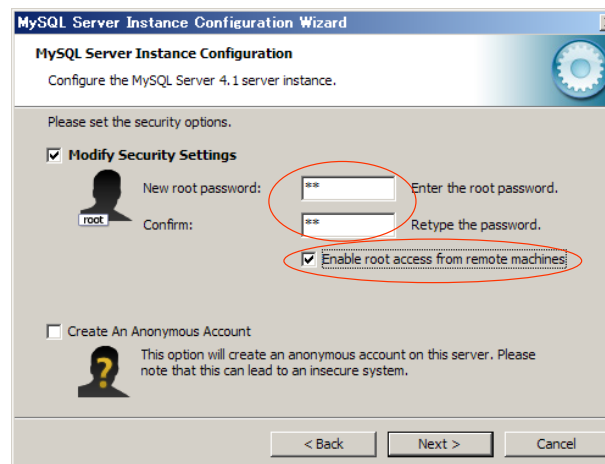 MySQL Server Instance Configuration Wizard
MySQL Server Instance Configuration
Configure the MySQL Server 4.1 server instance.
Please set the security options.
Modify Security Settings
root
New root password:
**
Enter the root password.
Confirm:
**
Retype the password.
Enable root access from remote machines
Create An Anonymous Account
This option will create an anonymous account on this server. Please
note that this can lead to an insecure system.
< Back
Next >
Cancel